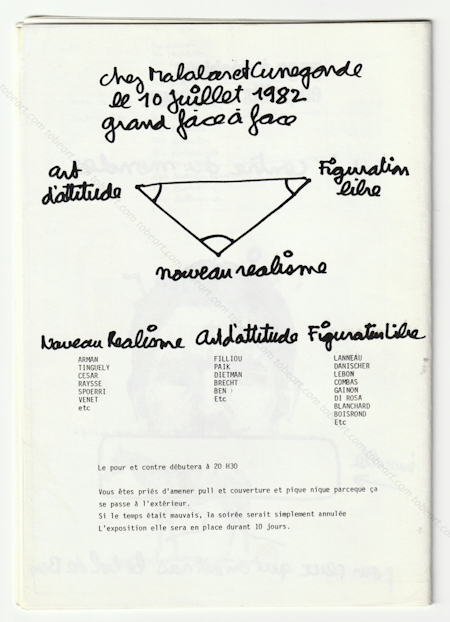 chez Malabar et Cunegonde
le 10 juillet 1982
grand face à face
art
d'attitude
Figuration
libre
nouveau realisme
Nouveau Realisme
ARMAN
TINGUELY
CESAR
RAYSSE
SPOERRI
VENET
etc
Art d'attitude
FILLIOU
PAIK
DIETMAN
BRECHT
BEN
Etc
Figuration Libre
LANNEAU
DANISCHER
LEBON
COMBAS
GAINON
DI ROSA
BLANCHARD
BOISROND
Etc
Le pour et contre débutera à 20 H30
Vous êtes priés d'amener pull et couverture et pique nique parceque ça
se passe à l'extérieur.
Si le temps était mauvais, la soirée serait simplement annulée
L'exposition elle sera en place durant 10 jours.